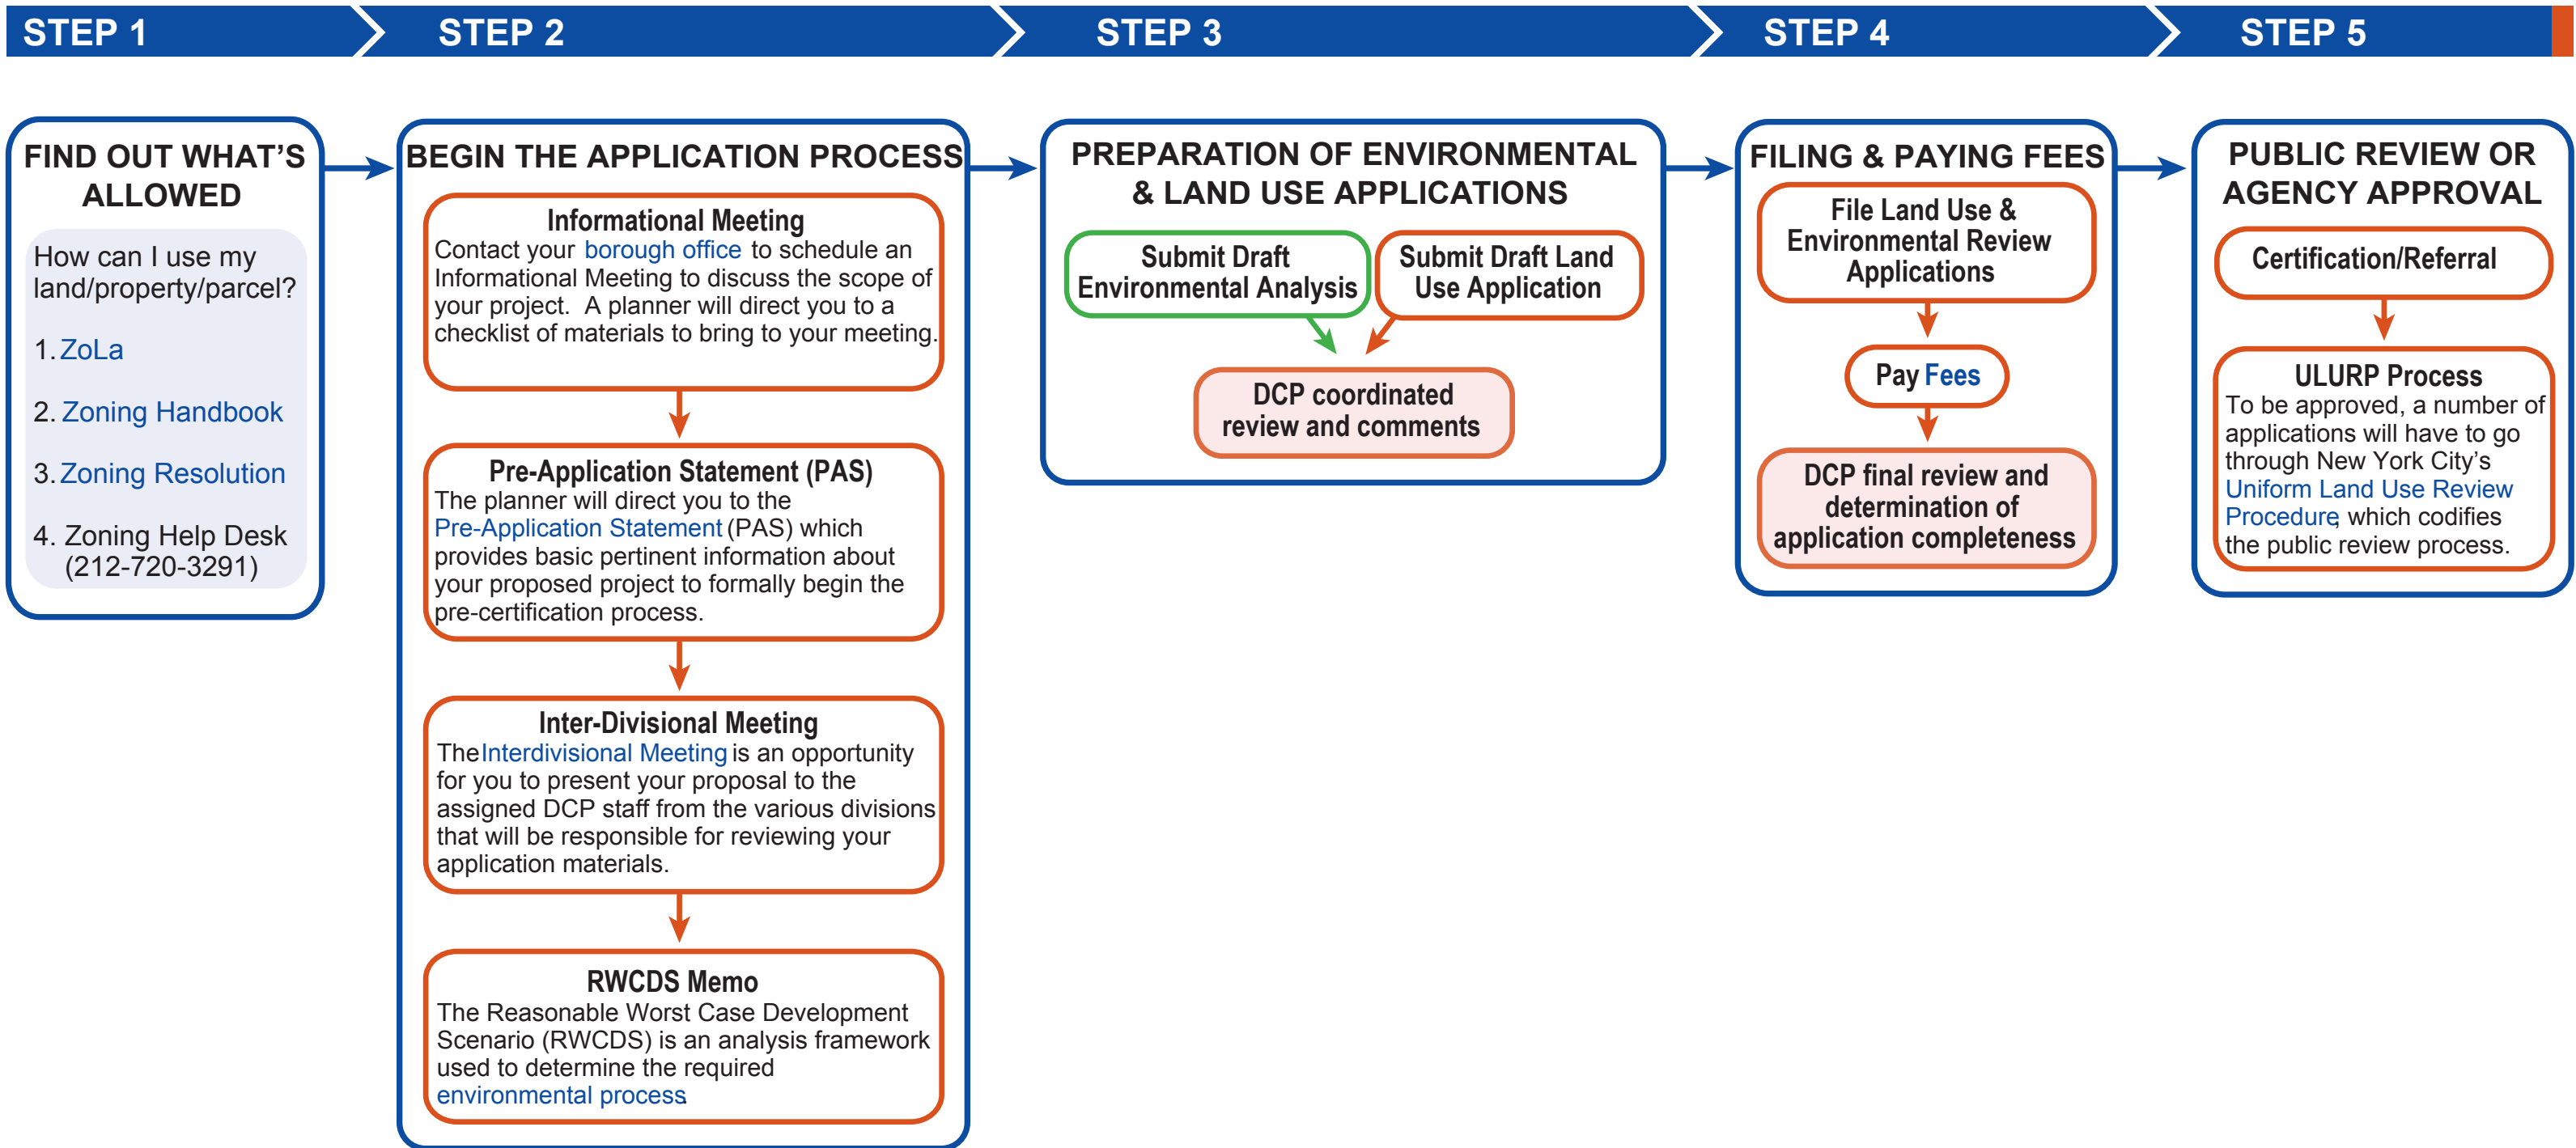 STEP 1
STEP 2
STEP 3
STEP 4
STEP 5
FIND OUT WHAT’S
ALLOWED
How can I use my
land/property/parcel?
1. ZoLa
2. Zoning Handbook
3. Zoning Resolution
4. Zoning Help Desk
(212-720-3291)
BEGIN THE APPLICATION PROCESS
Informational Meeting
Contact your borough office to schedule an
Informational Meeting to discuss the scope of
your project. A planner will direct you to a
checklist of materials to bring to your meeting.
Pre-Application Statement (PAS)
The planner will direct you to the
Pre-Application Statement (PAS) which
provides basic pertinent information about
your proposed project to formally begin the
pre-certification process.
Inter-Divisional Meeting
The Interdivisional Meeting is an opportunity
for you to present your proposal to the
assigned DCP staff from the various divisions
that will be responsible for reviewing your
application materials.
RWCDS Memo
The Reasonable Worst Case Development
Scenario (RWCDS) is an analysis framework
used to determine the required
environmental process.
PREPARATION OF ENVIRONMENTAL
& LAND USE APPLICATIONS
Submit Draft
Environmental Analysis
Submit Draft Land
Use Application
DCP coordinated
review and comments
FILING & PAYING FEES
File Land Use &
Environmental Review
Applications
Pay Fees
DCP final review and
determination of
application completeness
PUBLIC REVIEW OR
AGENCY APPROVAL
Certification/Referral
ULURP Process
To be approved, a number of
applications will have to go
through New York City’s
Uniform Land Use Review
Procedure, which codifies
the public review process.